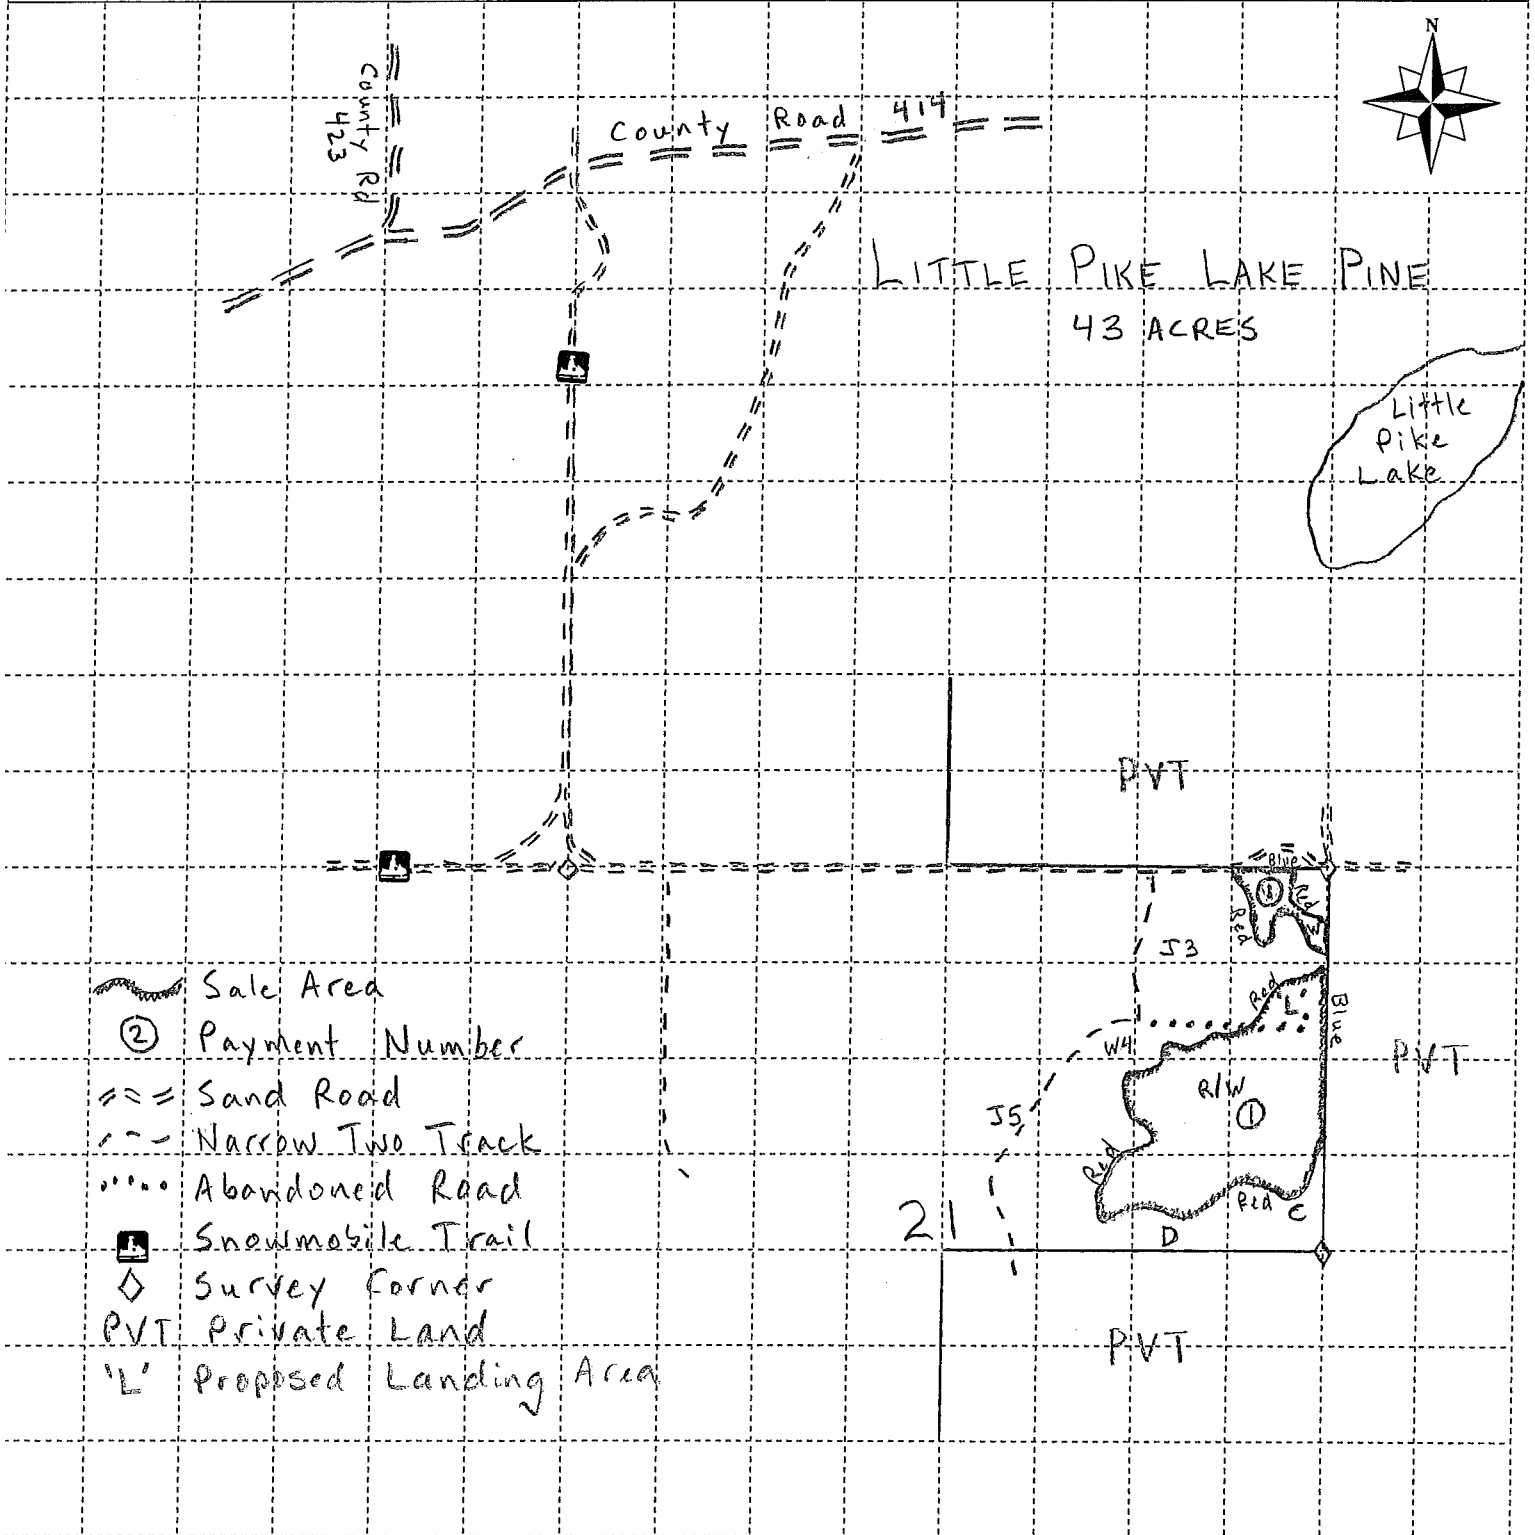 N
County Rd
423
County Road 414
LITTLE PIKE LAKE PINE
43 ACRES
Little
Pike
Lake
PVT
Blue
Red
Red
J3
Red
'L'
Blue
W4
PVT
R/W
1
J5
Red
Red
C
21
D
PVT
Sale Area
2 Payment Number
Sand Road
Narrow Two Track
Abandoned Road
Snowmobile Trail
Survey Corner
PVT Private Land
'L' Proposed Landing Area